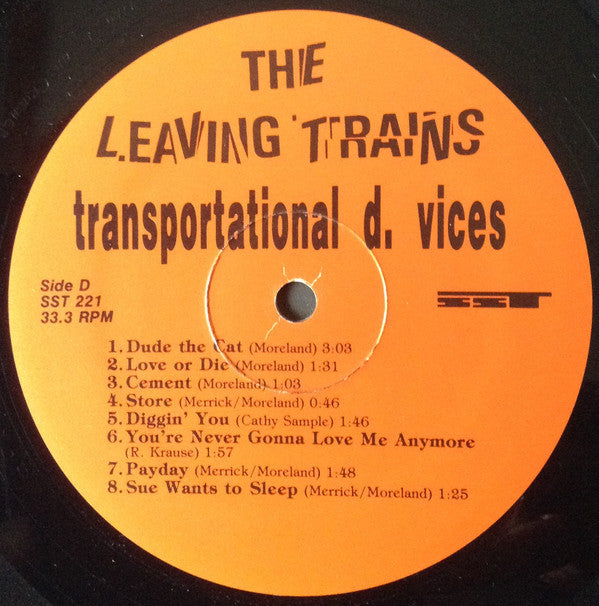 THE
LEAVING TRAINS
transportational d. vices
Side D
SST 221
33.3 RPM
SST
1. Dude the Cat (Moreland) 3:03
2. Love or Die (Moreland) 1:31
3. Cement (Moreland) 1:03
4. Store (Merrick/Moreland) 0:46
5. Diggin' You (Cathy Sample) 1:46
6. You're Never Gonna Love Me Anymore
(R. Krause) 1:57
7. Payday (Merrick/Moreland) 1:48
8. Sue Wants to Sleep (Merrick/Moreland) 1:25